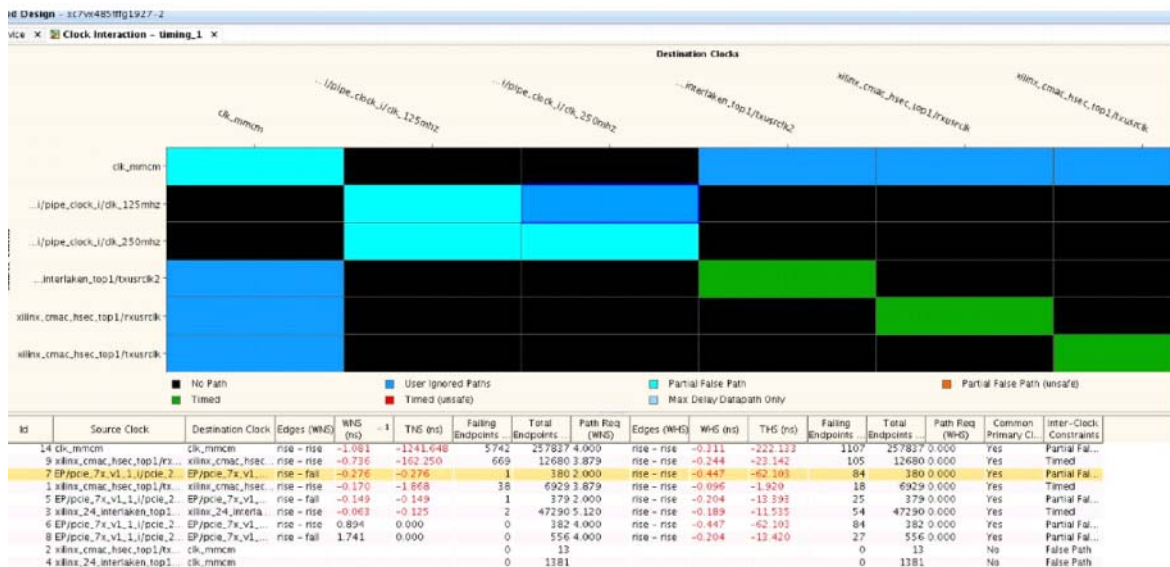 d Design - xc7vx485tffg1927-2
vice × Clock Interaction - timing_1 ×
Destination Clocks
clk_mmcm
...i/pipe_clock_i/clk_125mhz
...i/pipe_clock_i/clk_250mhz
...interlaken_top1/txusrclk2
xilinx_cmac_hsec_top1/rxusrclk
xilinx_cmac_hsec_top1/txusrclk
clk_mmcm
...i/pipe_clock_i/clk_125mhz
...i/pipe_clock_i/clk_250mhz
...interlaken_top1/txusrclk2
xilinx_cmac_hsec_top1/rxusrclk
xilinx_cmac_hsec_top1/txusrclk
No Path User Ignored Paths Partial False Path Partial False Path (unsafe)
Timed Timed (unsafe) Max Delay Datapath Only
Id Source Clock Destination Clock Edges (WNS) WNS (ns) 1 TNS (ns) Failing Endpoints ... Total Endpoints ... Path Req (WNS) Edges (WHS) WHS (ns) THS (ns) Failing Endpoints ... Total Endpoints ... Path Req (WHS) Common Primary Cl... Inter-Clock Constraints
14 clk_mmcm clk_mmcm rise - rise -1.081 -1241.648 5742 257837 4.000 rise - rise -0.311 -222.133 1107 257837 0.000 Yes Partial Fal...
9 xilinx_cmac_hsec_top1/rx... xilinx_cmac_hsec... rise - rise -0.736 -162.250 669 12680 3.879 rise - rise -0.244 -23.142 105 12680 0.000 Yes Timed
7 EP/pcie_7x_v1_1_i/pcie_2... EP/pcie_7x_v1_... rise - fall -0.276 -0.276 1 380 2.000 rise - rise -0.447 -62.103 84 380 0.000 Yes Partial Fal...
1 xilinx_cmac_hsec_top1/tx... xilinx_cmac_hsec... rise - rise -0.170 -1.868 38 6929 3.879 rise - rise -0.096 -1.920 18 6929 0.000 Yes Timed
5 EP/pcie_7x_v1_1_i/pcie_2... EP/pcie_7x_v1_... rise - fall -0.149 -0.149 1 379 2.000 rise - rise -0.204 -13.393 25 379 0.000 Yes Partial Fal...
3 xilinx_24_interlaken_top1... xilinx_24_interla... rise - rise -0.063 -0.125 2 47290 5.120 rise - rise -0.189 -11.535 54 47290 0.000 Yes Timed
6 EP/pcie_7x_v1_1_i/pcie_2... EP/pcie_7x_v1_... rise - rise 0.894 0.000 0 382 4.000 rise - rise -0.447 -62.103 84 382 0.000 Yes Partial Fal...
8 EP/pcie_7x_v1_1_i/pcie_2... EP/pcie_7x_v1_... rise - fall 1.741 0.000 0 556 4.000 rise - rise -0.204 -13.420 27 556 0.000 Yes Partial Fal...
2 xilinx_cmac_hsec_top1/tx... clk_mmcm 0 13 0 13 No False Path
4 xilinx_24_interlaken_top1... clk_mmcm 0 1381 0 1381 No False Path